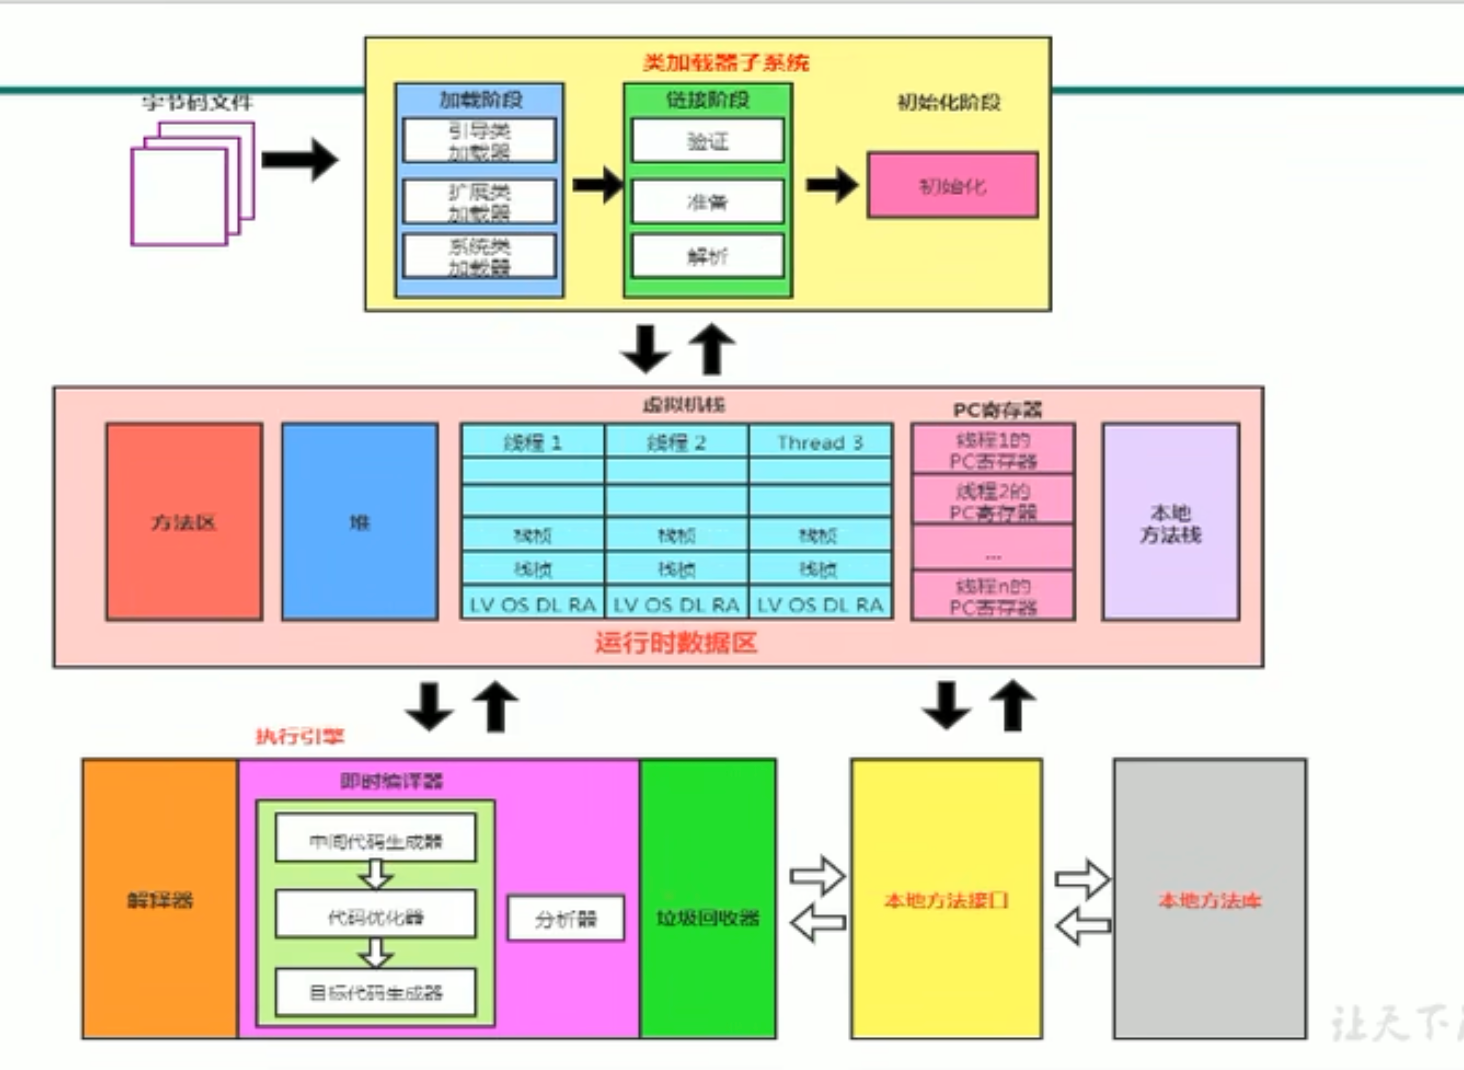 类加载器子系统
字节码文件
加载阶段
链接阶段
初始化阶段
引导类
加载器
验证
扩展类
加载器
准备
初始化
系统类
加载器
解析
虚拟机栈
PC寄存器
方法区
堆
线程 1
线程 2
Thread 3
栈桢
栈桢
栈桢
栈桢
栈桢
栈桢
LV OS DL RA
LV OS DL RA
LV OS DL RA
线程1的
PC寄存器
线程2的
PC寄存器
...
线程n的
PC寄存器
本地
方法栈
运行时数据区
执行引擎
解释器
即时编译器
中间代码生成器
代码优化器
目标代码生成器
分析器
垃圾回收器
本地方法接口
本地方法库
让天下